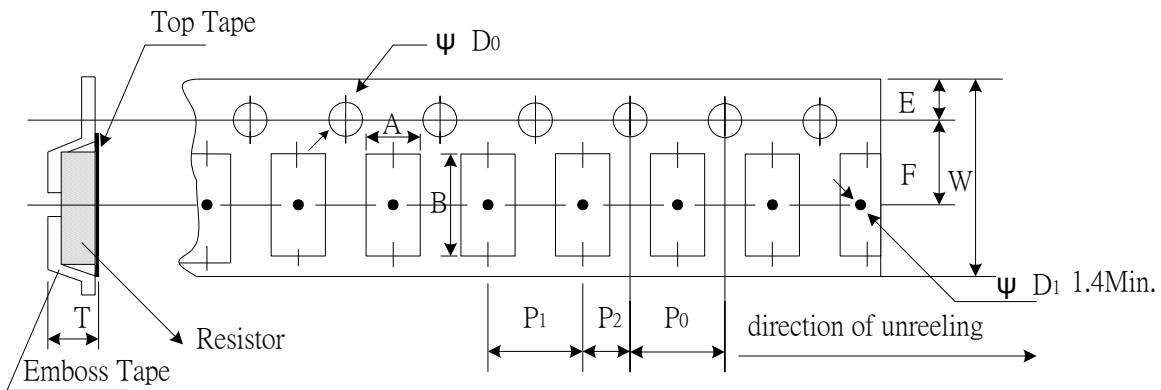 Top Tape
ψ D0
E
A
F
W
B
ψ D1 1.4Min.
T
P1
P2
P0
direction of unreeling
Resistor
Emboss Tape